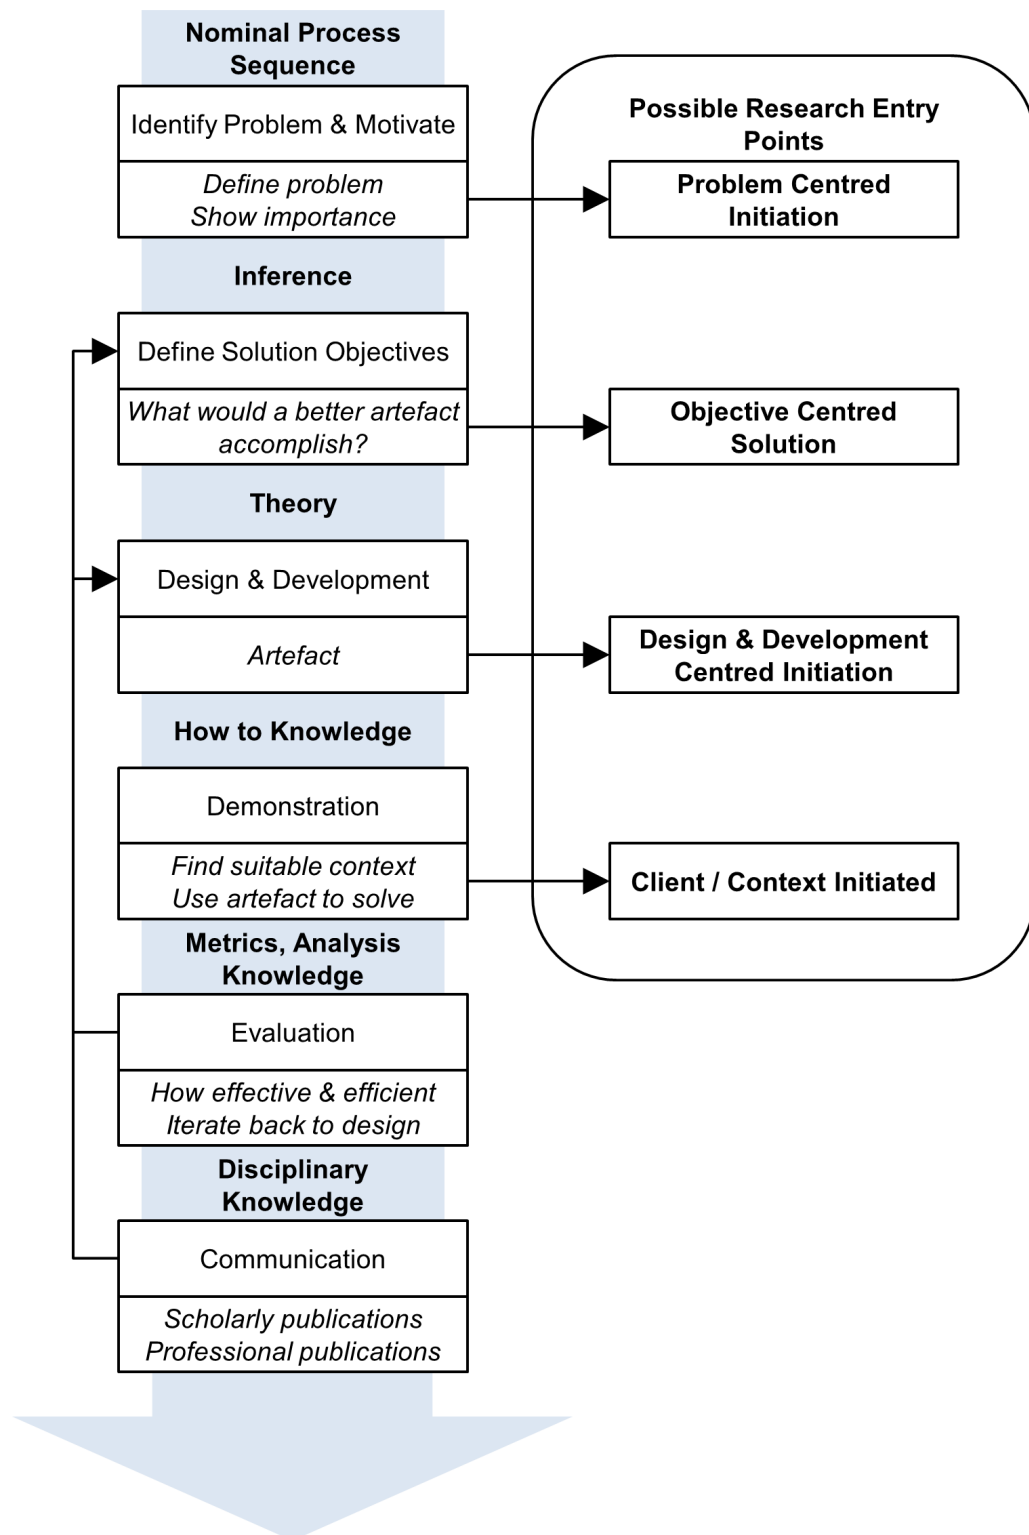 Nominal Process
Sequence
Identify Problem & Motivate
Define problem
Show importance
Inference
Define Solution Objectives
What would a better artefact
accomplish?
Theory
Design & Development
Artefact
How to Knowledge
Demonstration
Find suitable context
Use artefact to solve
Metrics, Analysis
Knowledge
Evaluation
How effective & efficient
Iterate back to design
Disciplinary
Knowledge
Communication
Scholarly publications
Professional publications
Possible Research Entry
Points
Problem Centred
Initiation
Objective Centred
Solution
Design & Development
Centred Initiation
Client / Context Initiated